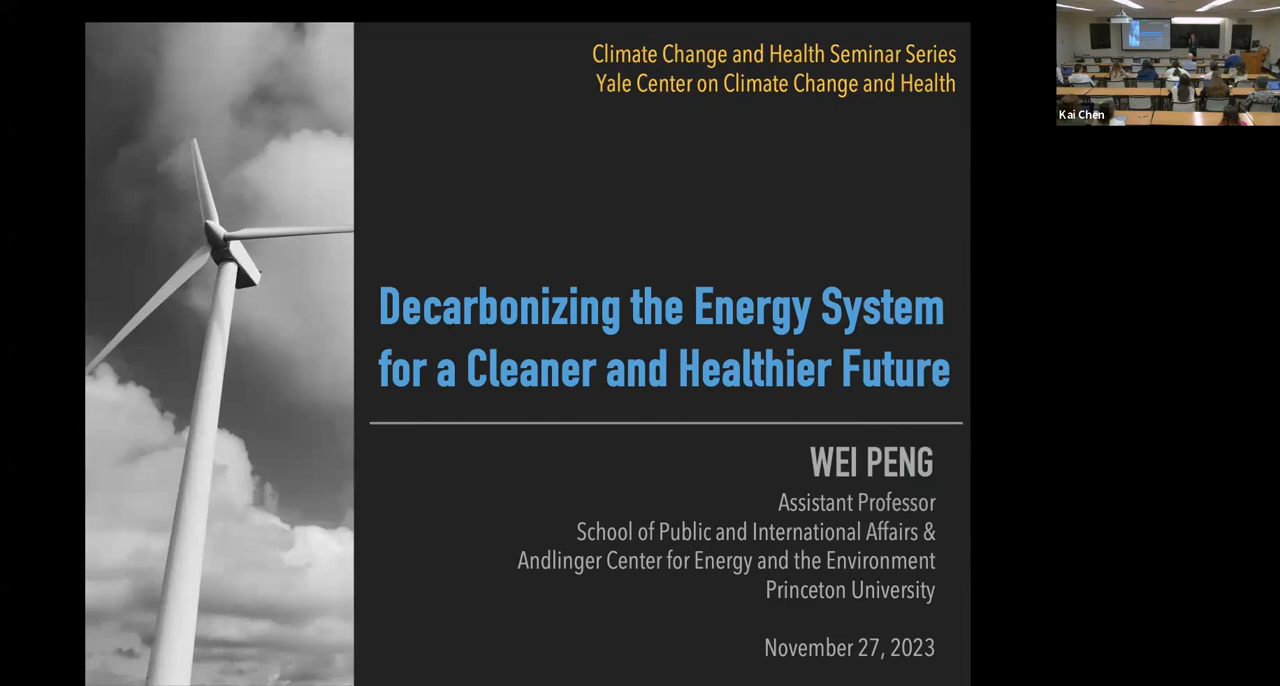 Climate Change and Health Seminar Series
Yale Center on Climate Change and Health
Decarbonizing the Energy System
for a Cleaner and Healthier Future
WEI PENG
Assistant Professor
School of Public and International Affairs &
Andlinger Center for Energy and the Environment
Princeton University
November 27, 2023
Kai Chen